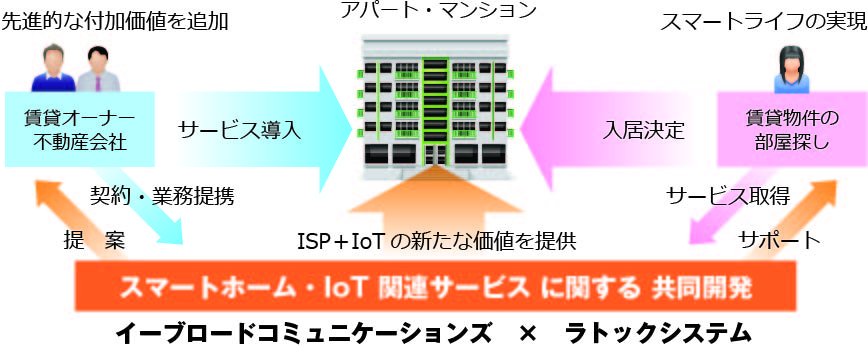 先進的な付加価値を追加
アパート・マンション
スマートライフの実現
賃貸オーナー
不動産会社
サービス導入
入居決定
賃貸物件の
部屋探し
契約・業務提携
サービス取得
提　案
ISP＋IoTの新たな価値を提供
サポート
スマートホーム・IoT 関連サービス に関する 共同開発
イーブロードコミュニケーションズ　×　ラトックシステム